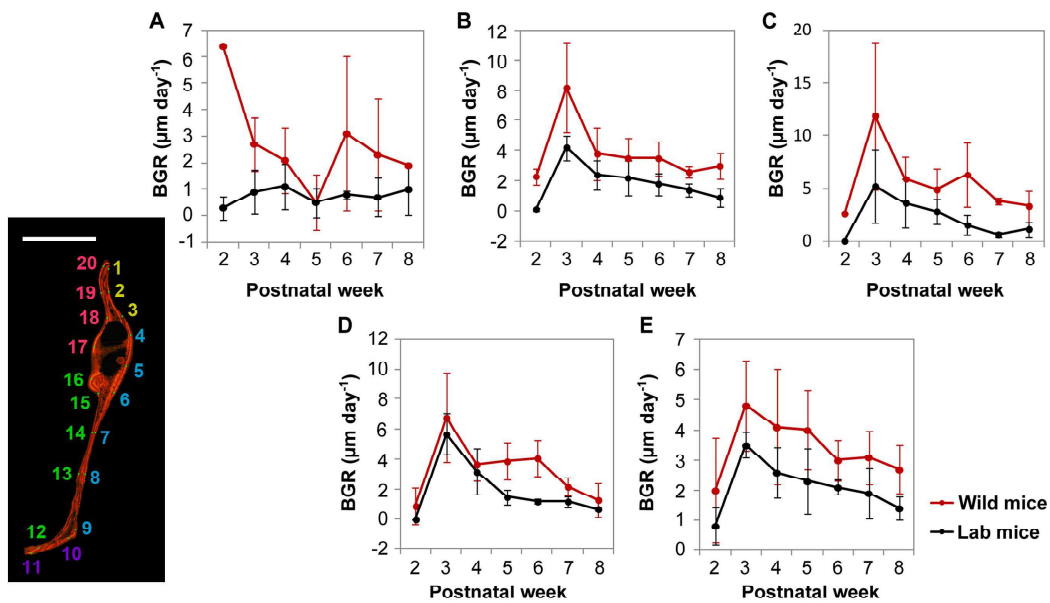 A
BGR (µm day⁻¹)
7
6
5
4
3
2
1
0
-1
2 3 4 5 6 7 8
Postnatal week
B
BGR (µm day⁻¹)
12
10
8
6
4
2
0
-2
2 3 4 5 6 7 8
Postnatal week
C
BGR (µm day⁻¹)
20
15
10
5
0
2 3 4 5 6 7 8
Postnatal week
20 1
19 2
18 3
4
17
5
16
15 6
14 7
13 8
12 9
10
11
D
BGR (µm day⁻¹)
12
10
8
6
4
2
0
-2
2 3 4 5 6 7 8
Postnatal week
E
BGR (µm day⁻¹)
7
6
5
4
3
2
1
0
2 3 4 5 6 7 8
Postnatal week
Wild mice
Lab mice